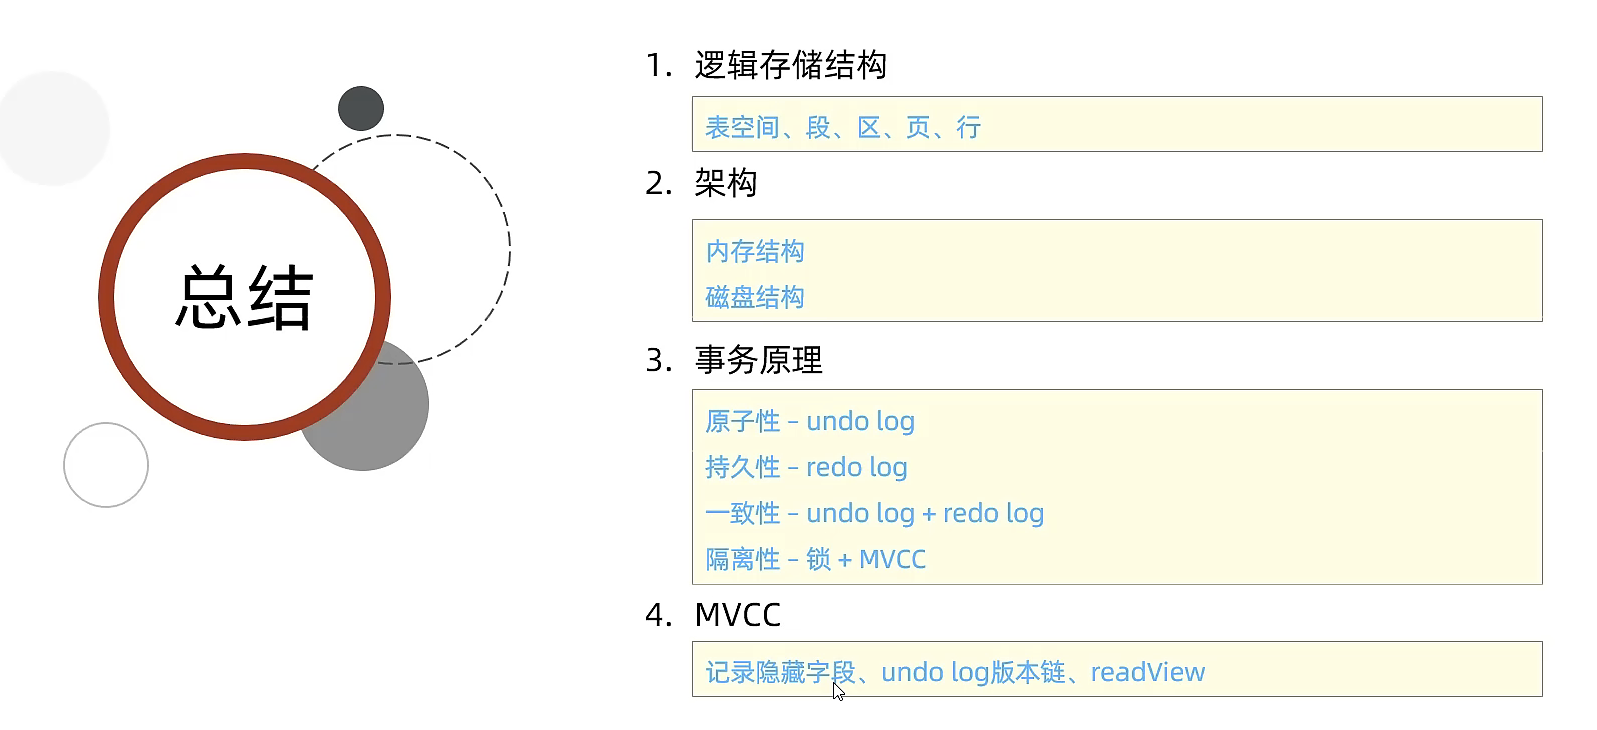 总结
1. 逻辑存储结构
表空间、段、区、页、行
2. 架构
内存结构
磁盘结构
3. 事务原理
原子性 – undo log
持久性 – redo log
一致性 – undo log + redo log
隔离性 – 锁 + MVCC
4. MVCC
记录隐藏字段、undo log版本链、readView